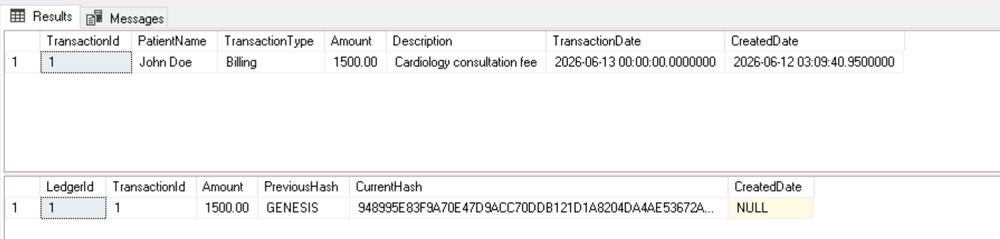 Results Messages
TransactionId PatientName TransactionType Amount Description TransactionDate CreatedDate
1 1 John Doe Billing 1500.00 Cardiology consultation fee 2026-06-13 00:00:00.0000000 2026-06-12 03:09:40.9500000
LedgerId TransactionId Amount PreviousHash CurrentHash CreatedDate
1 1 1 1500.00 GENESIS 948995E83F9A70E47D9ACC70DDB121D1A8204DA4AE53672A... NULL